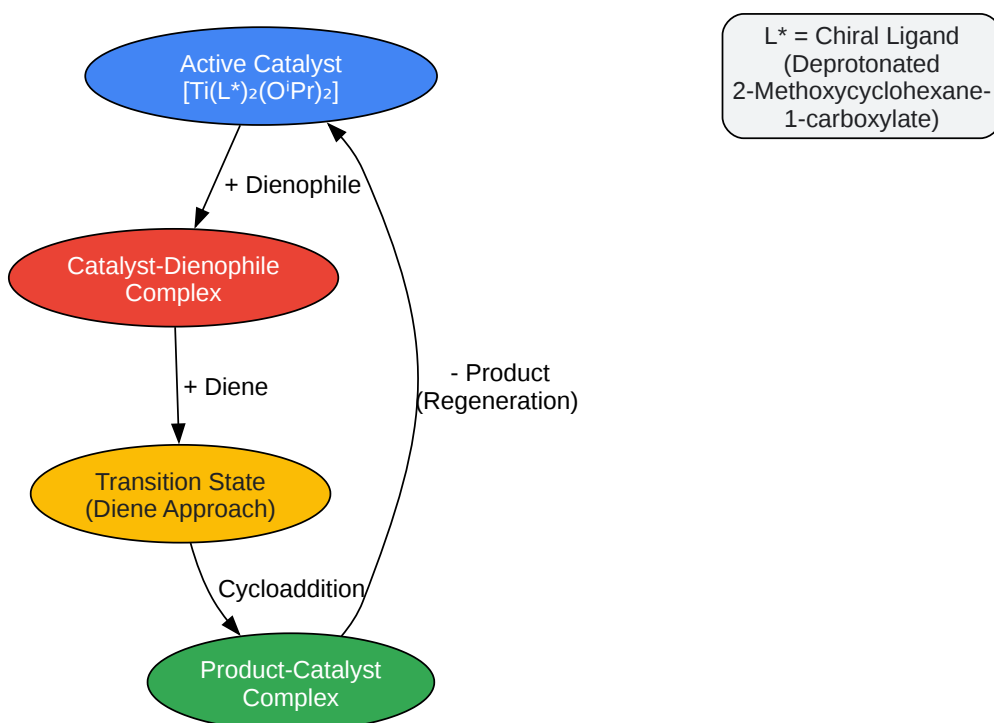 Active Catalyst
[Ti(L*)₂(OⁱPr)₂]
L* = Chiral Ligand
(Deprotonated
2-Methoxycyclohexane-
1-carboxylate)
+ Dienophile
Catalyst-Dienophile
Complex
+ Diene
- Product
(Regeneration)
Transition State
(Diene Approach)
Cycloaddition
Product-Catalyst
Complex